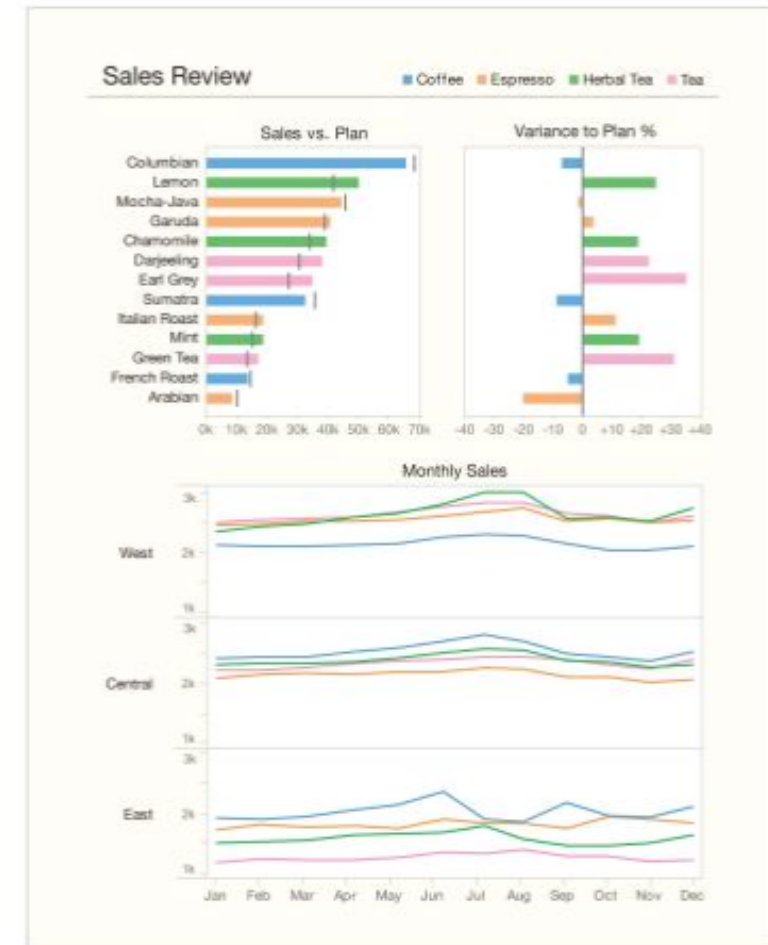 Sales Review
Coffee Espresso Herbal Tea Tea
Sales vs. Plan
Columbian
Lemon
Mocha-Java
Garuda
Chamomile
Darjeeling
Earl Grey
Sumatra
Italian Roast
Mint
Green Tea
French Roast
Arabian
0k 10k 20k 30k 40k 50k 60k 70k
Variance to Plan %
-40 -30 -20 -10 0 +10 +20 +30 +40
Monthly Sales
3k
West 2k
1k
3k
Central 2k
1k
3k
East 2k
1k
Jan Feb Mar Apr May Jun Jul Aug Sep Oct Nov Dec